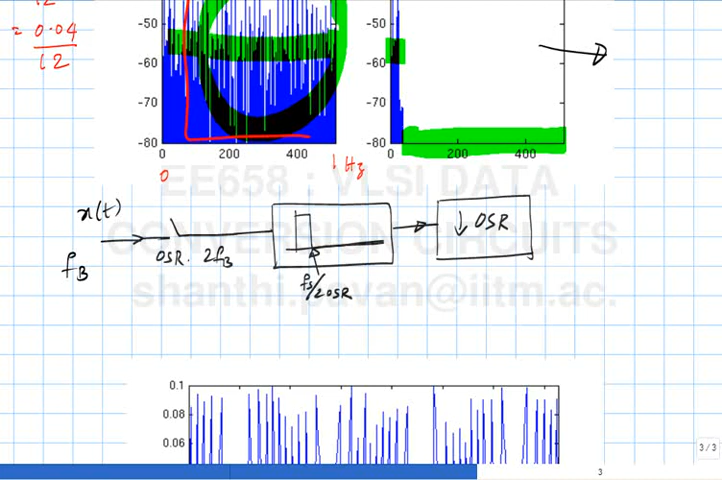 12
= 0.04
12
-50
-60
-70
-80
0 200 400
-50
-60
-70
-80
0 200 400
0
Hz
EE658 : VLSI DATA
CONVERSION CIRCUITS
shanthi.pavan@iitm.ac.
x(t)
fB
OSR. 2fB
fs/2OSR
↓ OSR
0.1
0.08
0.06
3/3
3